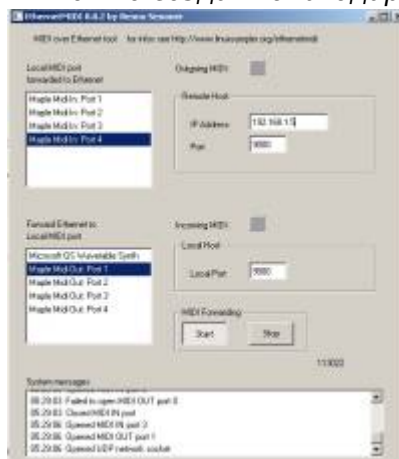 EthernetMIDI 0.0.2 by Benno Senoner
MIDI over Ethernet tool for infos see http://www.linuxsampler.org/ethernetmidi
Local MIDI port
forwarded to Ethernet
Outgoing MIDI:
Maple Midi In: Port 1
Maple Midi In: Port 2
Maple Midi In: Port 3
Maple Midi In: Port 4
Remote Host
IP Address
192.168.1.5
Port
Forward Ethernet to
Local MIDI port
Incoming MIDI:
Microsoft GS Wavetable Synth
Maple Midi Out: Port 1
Maple Midi Out: Port 2
Maple Midi Out: Port 3
Maple Midi Out: Port 4
Local Host
Local Port
MIDI Forwarding
Start
Stop
System messages
05:29:03: Failed to open MIDI OUT port 0
05:29:03: Closed MIDI IN port
05:29:06: Opened MIDI IN port 3
05:29:06: Opened MIDI OUT port 1
05:29:06: Opened UDP network socket